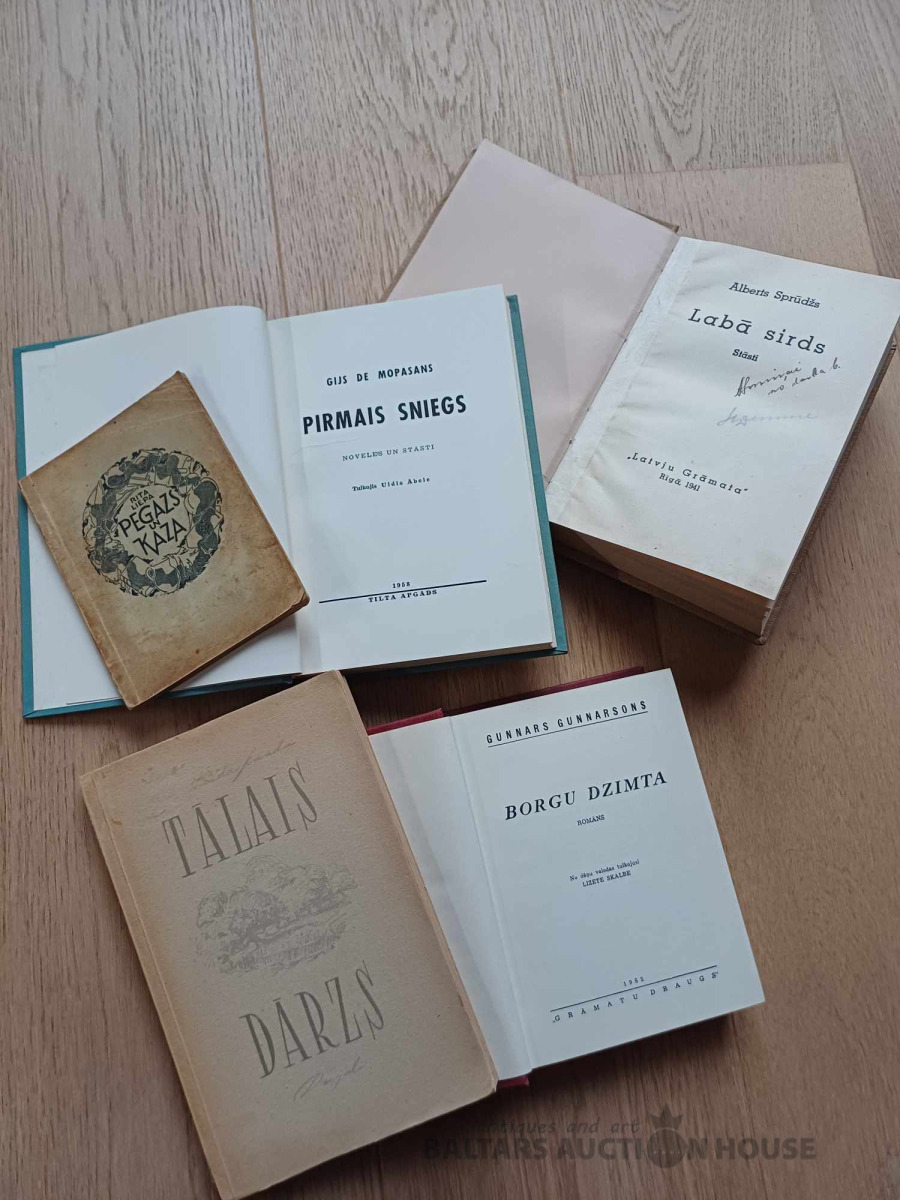 GIJS DE MOPASANS
PIRMAIS SNIEGS
NOVELES UN STĀSTI
Tulkojis Uldis Ābele
1958
TILTA APGĀDS
Alberts Sprūdžs
Labā sirds
Stāsti
no
„Latvju Grāmata"
Rīgā 1941
RITA
LIEPA
PĒGAZS
UN
KAZA
TĀLAIS
DĀRZS
GUNNARS GUNNARSONS
BORGU DZIMTA
ROMĀNS
No dāņu valodas tulkojusi
LIZETE SKALBE
1952
„GRĀMATU DRAUGS"
antiques and art
BALTARS AUCTION HOUSE